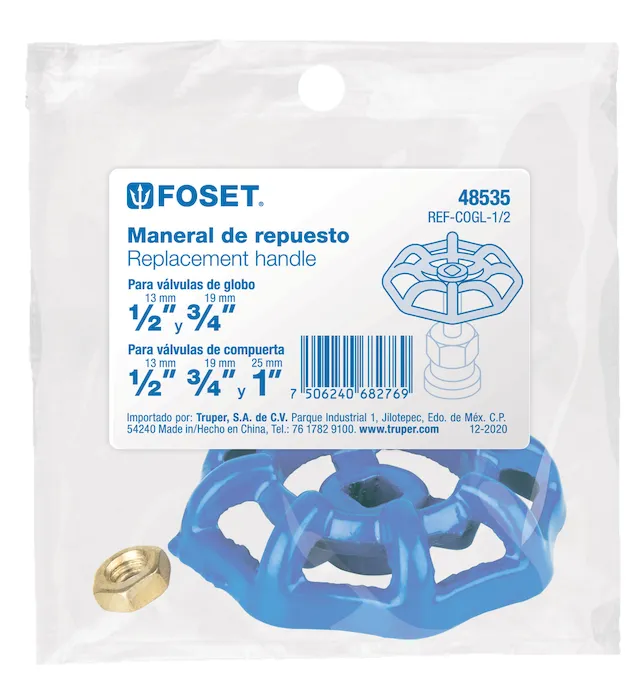 FOSET®
48535
REF-COGL-1/2
Maneral de repuesto
Replacement handle
Para válvulas de globo
13 mm 19 mm
1/2” y 3/4”
Para válvulas de compuerta
13 mm 19 mm 25 mm
1/2” 3/4” y 1”
7 506240 682769
Importado por: Truper, S.A. de C.V. Parque Industrial 1, Jilotepec, Edo. de Méx. C.P.
54240 Made in/Hecho en China, Tel.: 76 1782 9100. www.truper.com 12-2020